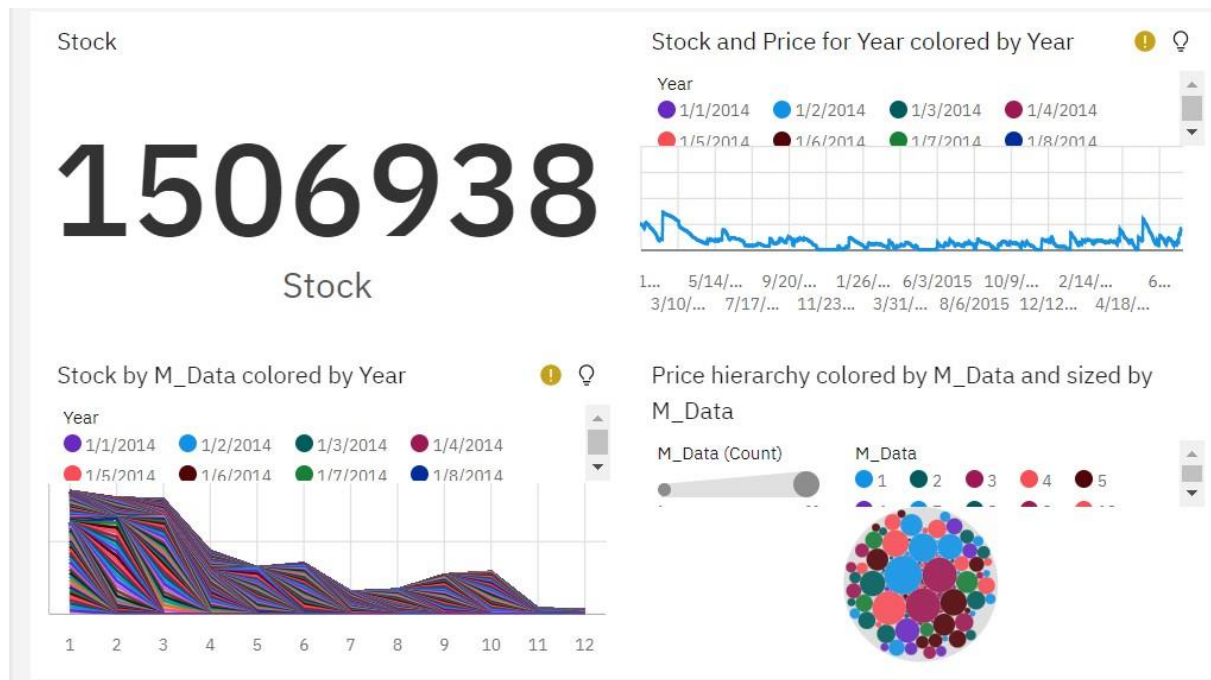 Stock
1506938
Stock
Stock and Price for Year colored by Year
Year
1/1/2014 1/2/2014 1/3/2014 1/4/2014
1/5/2014 1/6/2014 1/7/2014 1/8/2014
1... 5/14/... 9/20/... 1/26/... 6/3/2015 10/9/... 2/14/... 6...
3/10/... 7/17/... 11/23... 3/31/... 8/6/2015 12/12... 4/18/...
Stock by M_Data colored by Year
Year
1/1/2014 1/2/2014 1/3/2014 1/4/2014
1/5/2014 1/6/2014 1/7/2014 1/8/2014
1 2 3 4 5 6 7 8 9 10 11 12
Price hierarchy colored by M_Data and sized by
M_Data
M_Data (Count)
M_Data
1 2 3 4 5